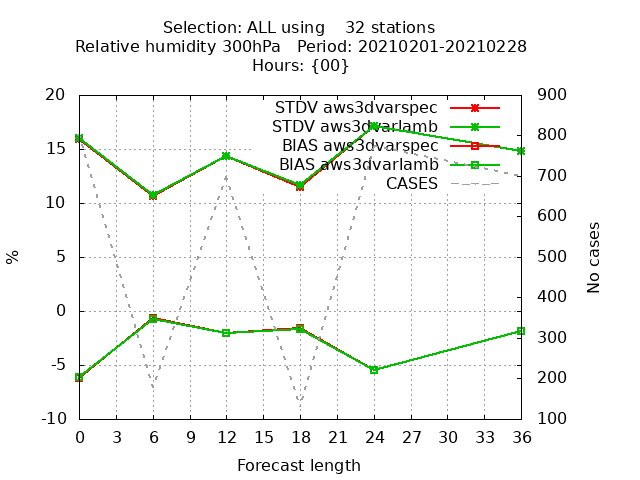 Selection: ALL using    32 stations
Relative humidity 300hPa   Period: 20210201-20210228
Hours: {00}
20
15
10
5
0
-5
-10
%
STDV aws3dvarspec
STDV aws3dvarlamb
BIAS aws3dvarspec
BIAS aws3dvarlamb
CASES
900
800
700
600
500
400
300
200
100
No cases
0 3 6 9 12 15 18 21 24 27 30 33 36
Forecast length